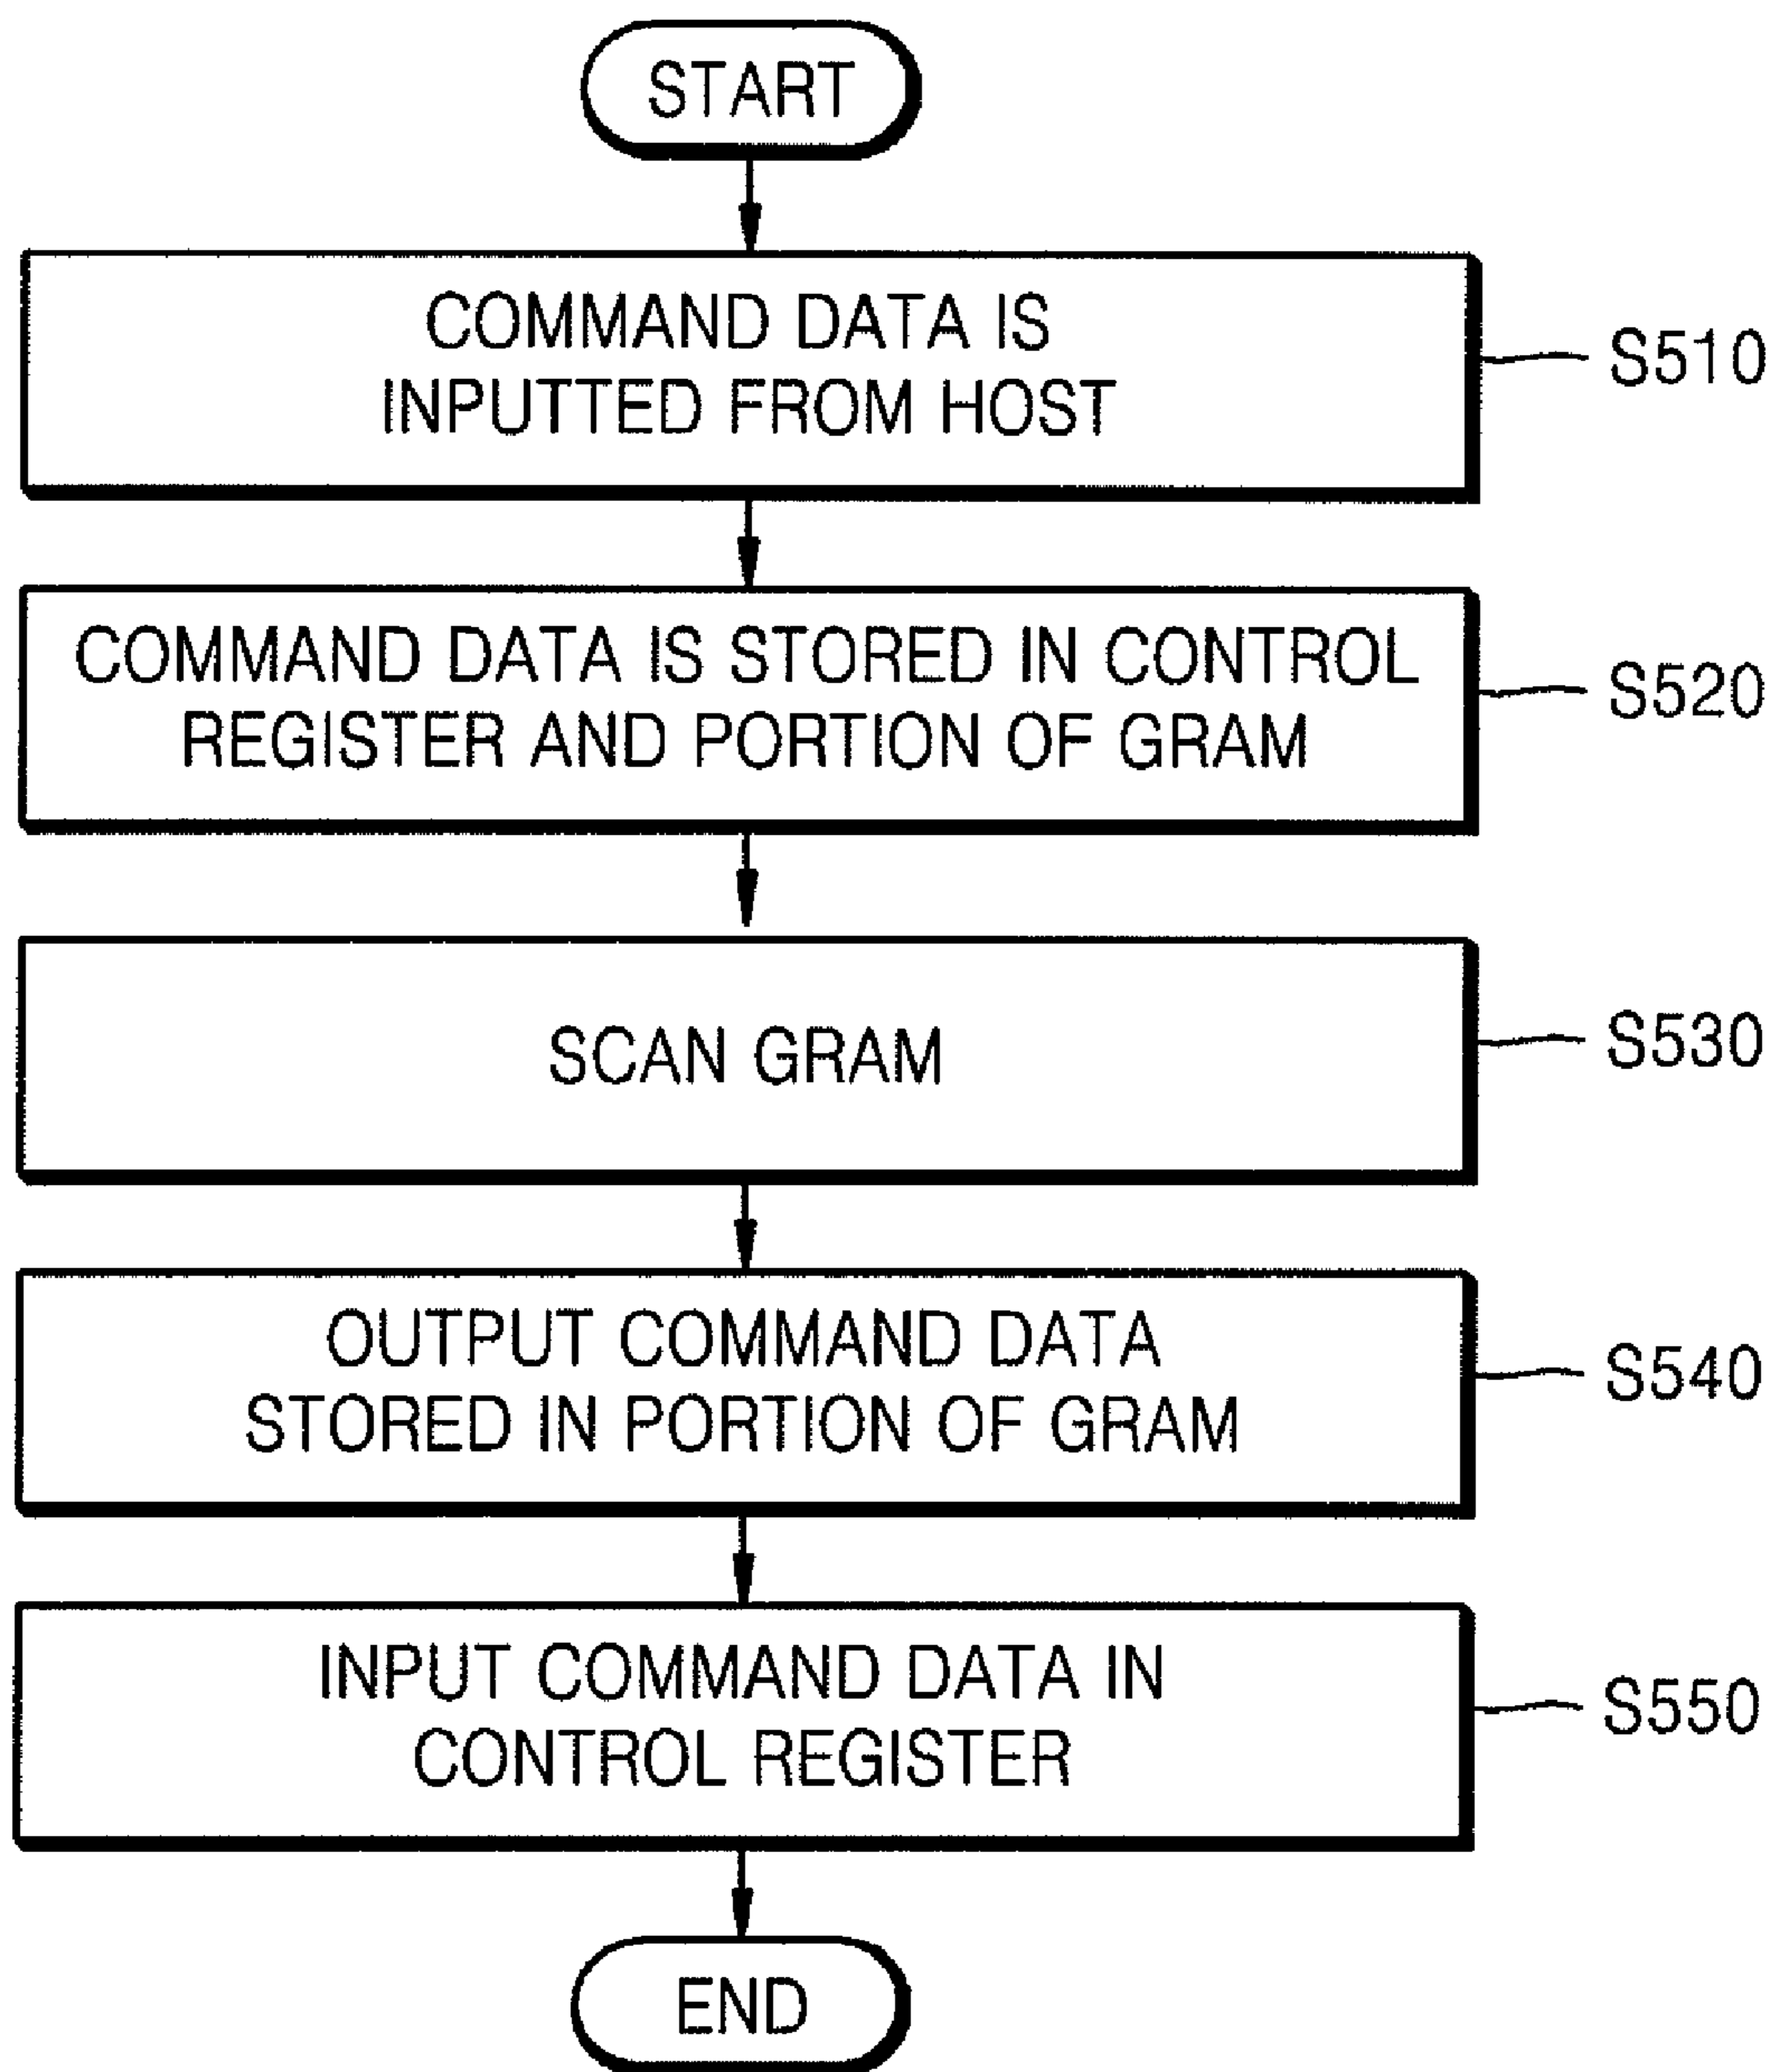 START
COMMAND DATA IS
INPUTTED FROM HOST
S510
COMMAND DATA IS STORED IN CONTROL
REGISTER AND PORTION OF GRAM
S520
SCAN GRAM
S530
OUTPUT COMMAND DATA
STORED IN PORTION OF GRAM
S540
INPUT COMMAND DATA IN
CONTROL REGISTER
S550
END